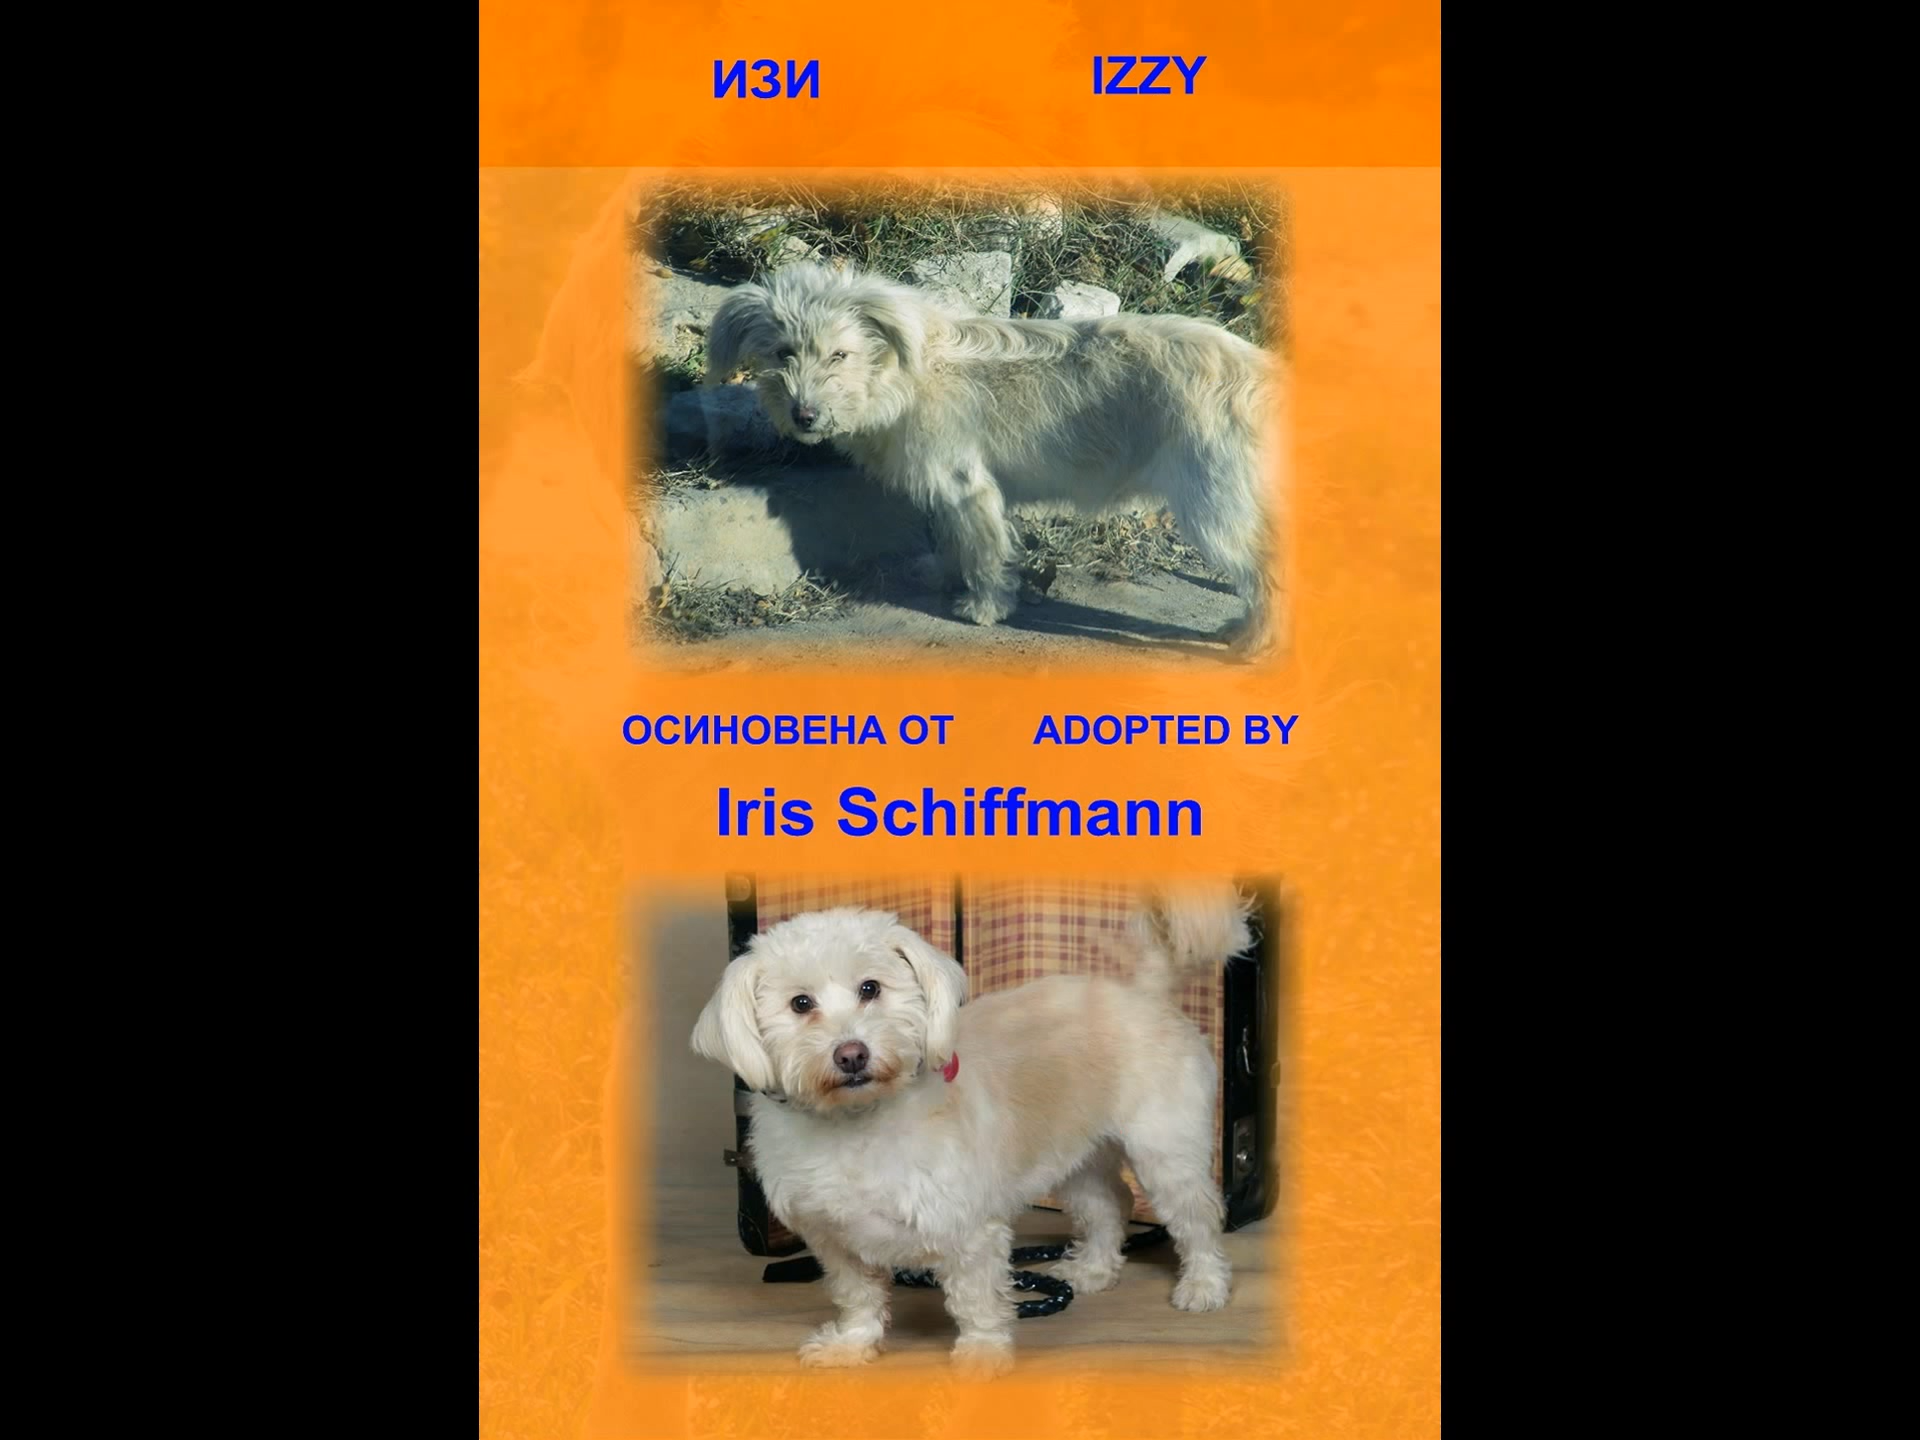 ИЗИ IZZY
ОСИНОВЕНА ОТ ADOPTED BY
Iris Schiffmann